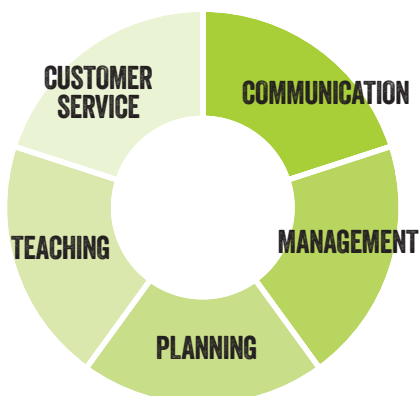 CUSTOMER
SERVICE
COMMUNICATION
TEACHING
MANAGEMENT
PLANNING